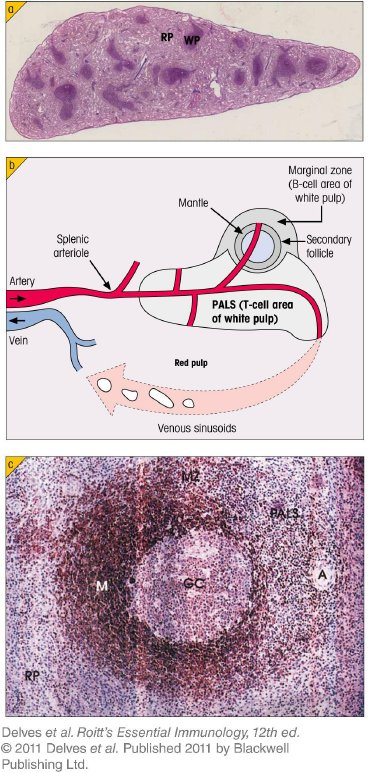 a
RP WP
b
Marginal zone
(B-cell area of
white pulp)
Mantle
Splenic
arteriole
Secondary
follicle
Artery
PALS (T-cell area
of white pulp)
Vein
Red pulp
Venous sinusoids
c
MZ
PALS
A
M
GC
RP
Delves et al. Roitt's Essential Immunology, 12th ed.
© 2011 Delves et al. Published 2011 by Blackwell
Publishing Ltd.